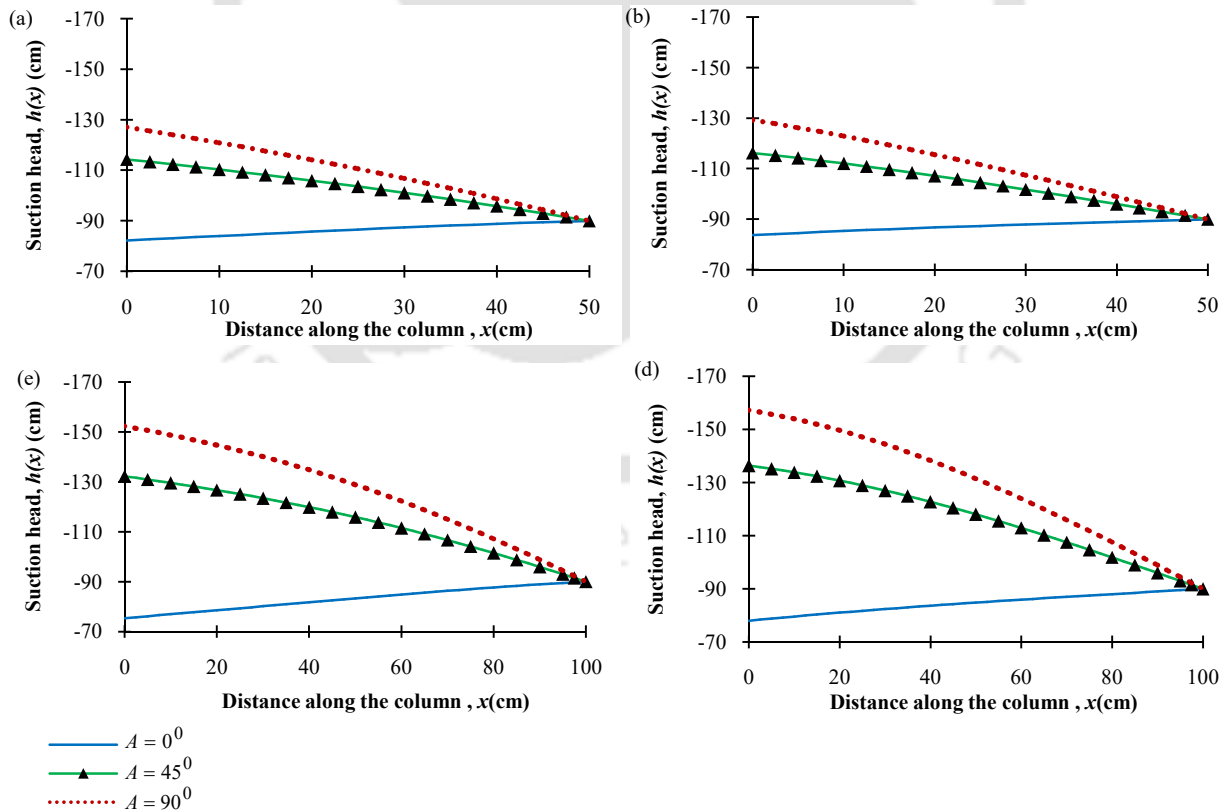 (a)
-170
-150
-130
-110
-90
-70
Suction head, h(x) (cm)
0 10 20 30 40 50
Distance along the column , x(cm)
(b)
-170
-150
-130
-110
-90
-70
Suction head, h(x) (cm)
0 10 20 30 40 50
Distance along the column , x(cm)
(e)
-170
-150
-130
-110
-90
-70
Suction head, h(x) (cm)
0 20 40 60 80 100
Distance along the column , x(cm)
(d)
-170
-150
-130
-110
-90
-70
Suction head, h(x) (cm)
0 20 40 60 80 100
Distance along the column , x(cm)
A = 0⁰
A = 45⁰
A = 90⁰